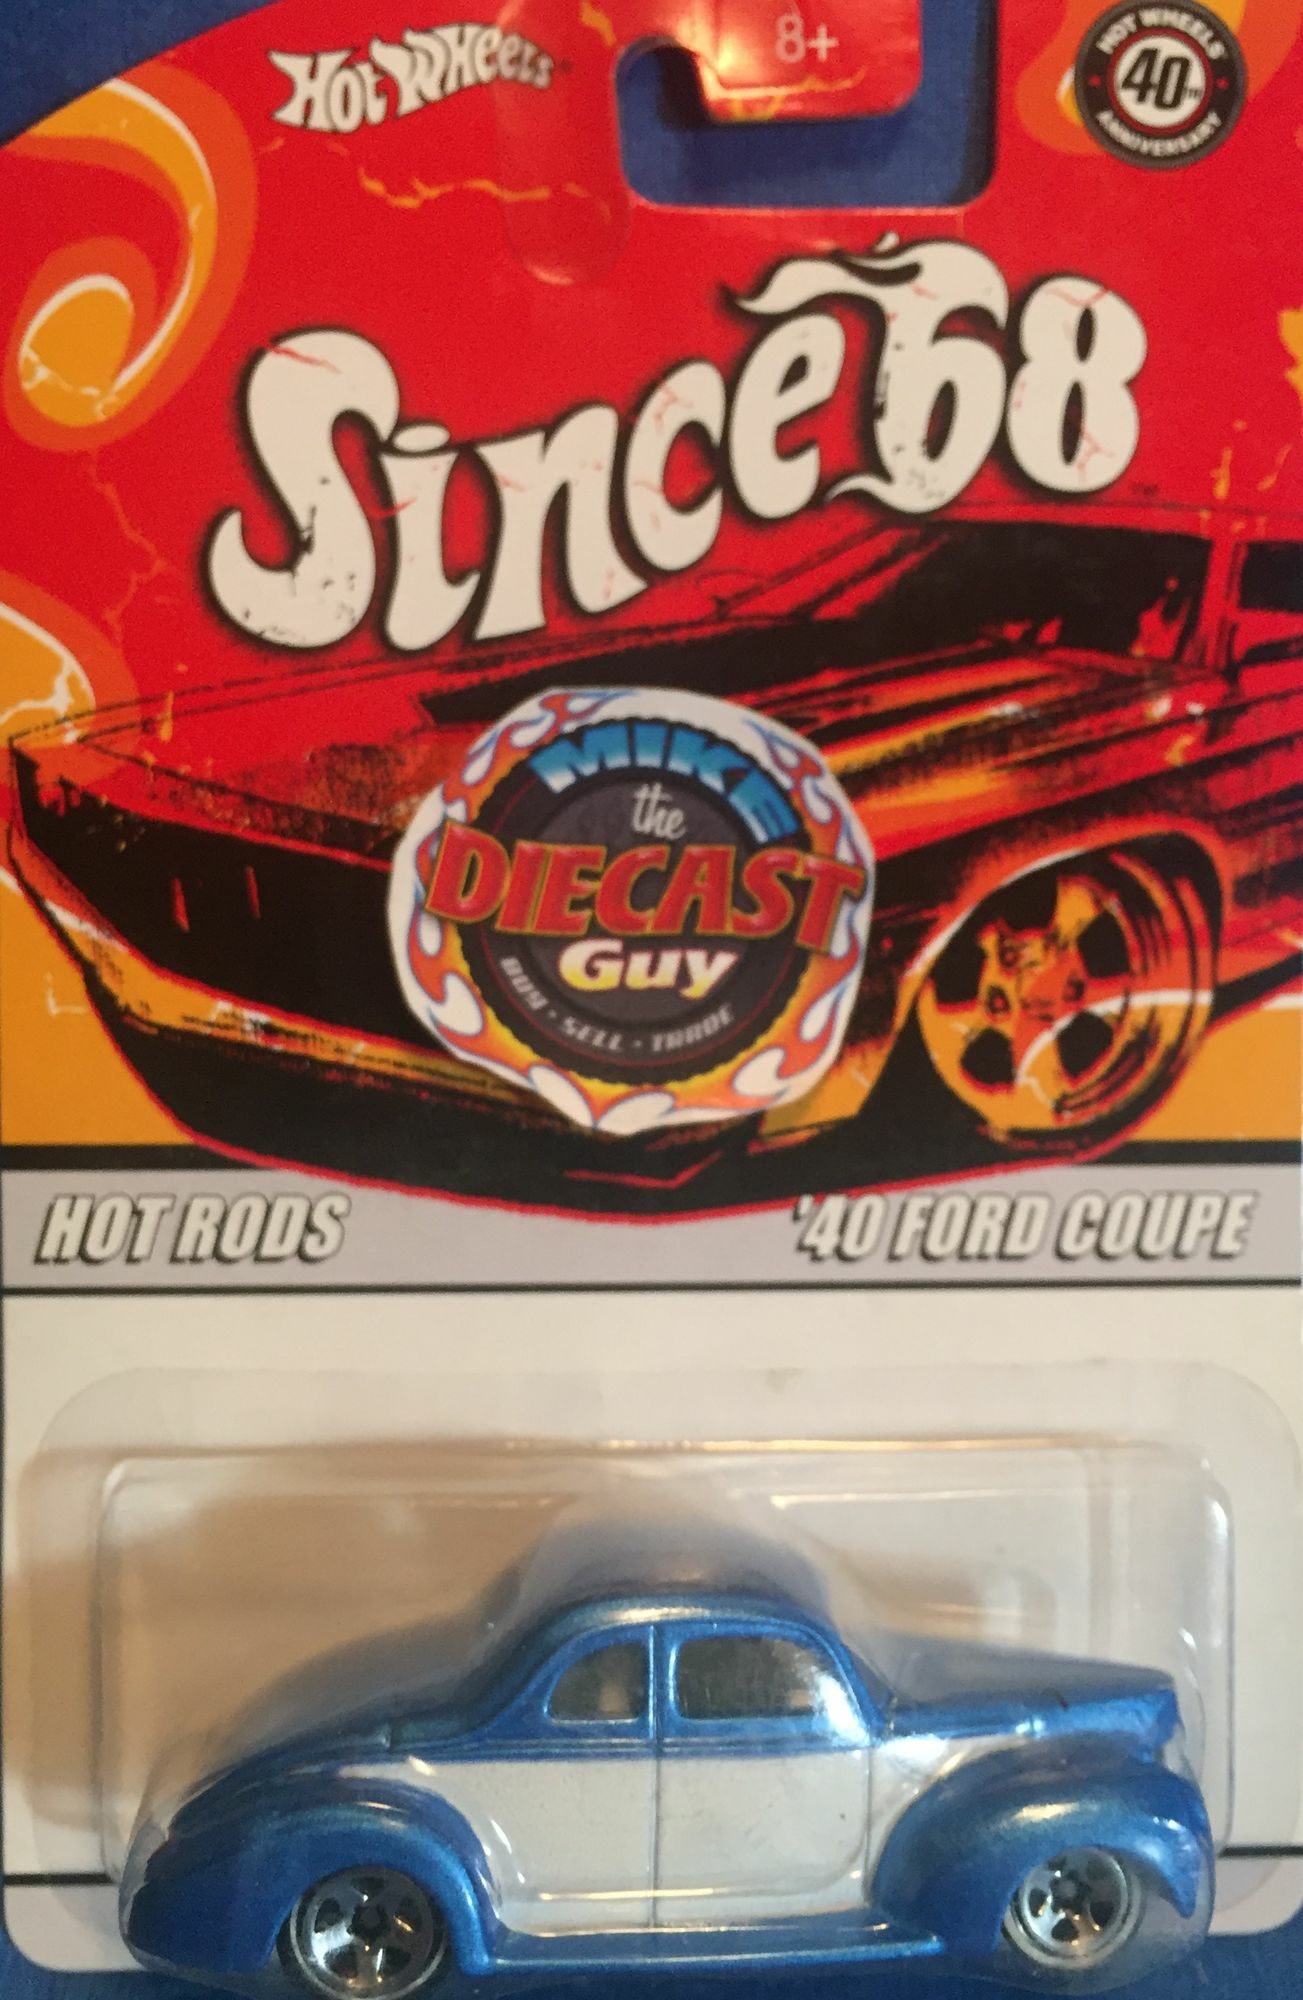 Hot Wheels
8+
HOT WHEELS
40TH
ANNIVERSARY
Since '68
MIKE
the
DIECAST
Guy
BUY · SELL · TRADE
HOT RODS
'40 FORD COUPE